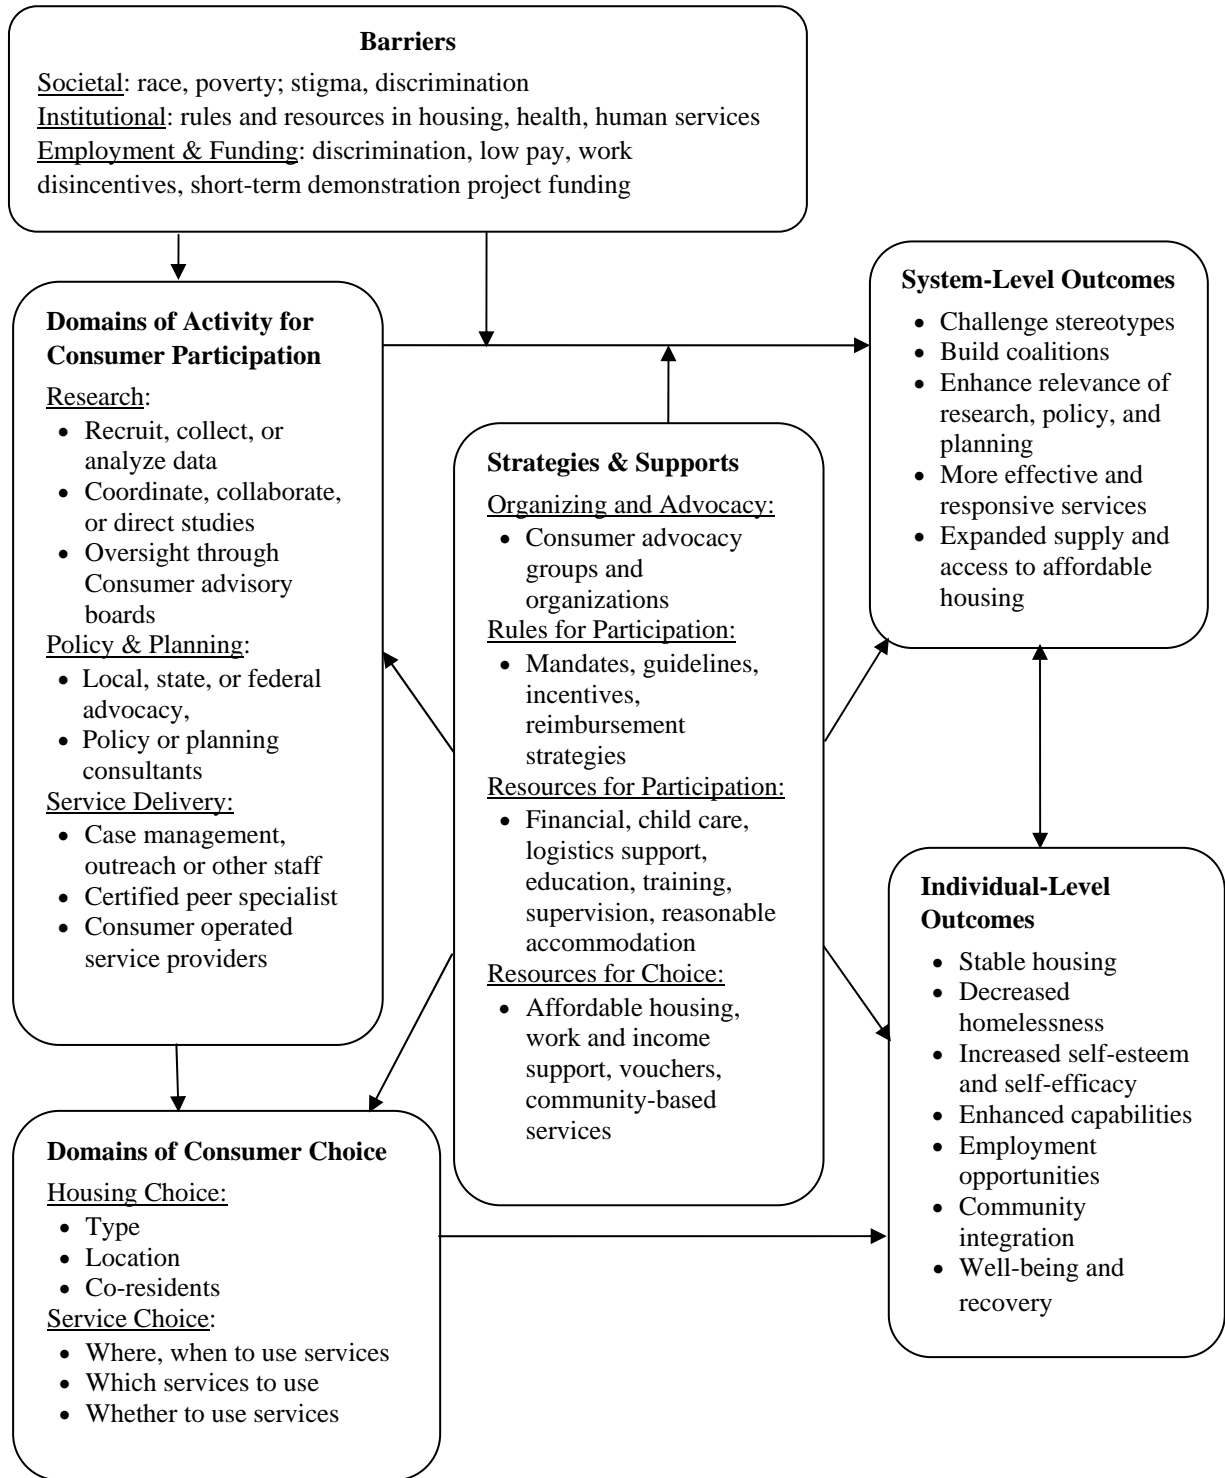 Barriers
Societal: race, poverty; stigma, discrimination
Institutional: rules and resources in housing, health, human services
Employment & Funding: discrimination, low pay, work
disincentives, short-term demonstration project funding
Domains of Activity for
Consumer Participation
Research:
• Recruit, collect, or
analyze data
• Coordinate, collaborate,
or direct studies
• Oversight through
Consumer advisory
boards
Policy & Planning:
• Local, state, or federal
advocacy,
• Policy or planning
consultants
Service Delivery:
• Case management,
outreach or other staff
• Certified peer specialist
• Consumer operated
service providers
Strategies & Supports
Organizing and Advocacy:
• Consumer advocacy
groups and
organizations
Rules for Participation:
• Mandates, guidelines,
incentives,
reimbursement
strategies
Resources for Participation:
• Financial, child care,
logistics support,
education, training,
supervision, reasonable
accommodation
Resources for Choice:
• Affordable housing,
work and income
support, vouchers,
community-based
services
System-Level Outcomes
• Challenge stereotypes
• Build coalitions
• Enhance relevance of
research, policy, and
planning
• More effective and
responsive services
• Expanded supply and
access to affordable
housing
Individual-Level
Outcomes
• Stable housing
• Decreased
homelessness
• Increased self-esteem
and self-efficacy
• Enhanced capabilities
• Employment
opportunities
• Community
integration
• Well-being and
recovery
Domains of Consumer Choice
Housing Choice:
• Type
• Location
• Co-residents
Service Choice:
• Where, when to use services
• Which services to use
• Whether to use services